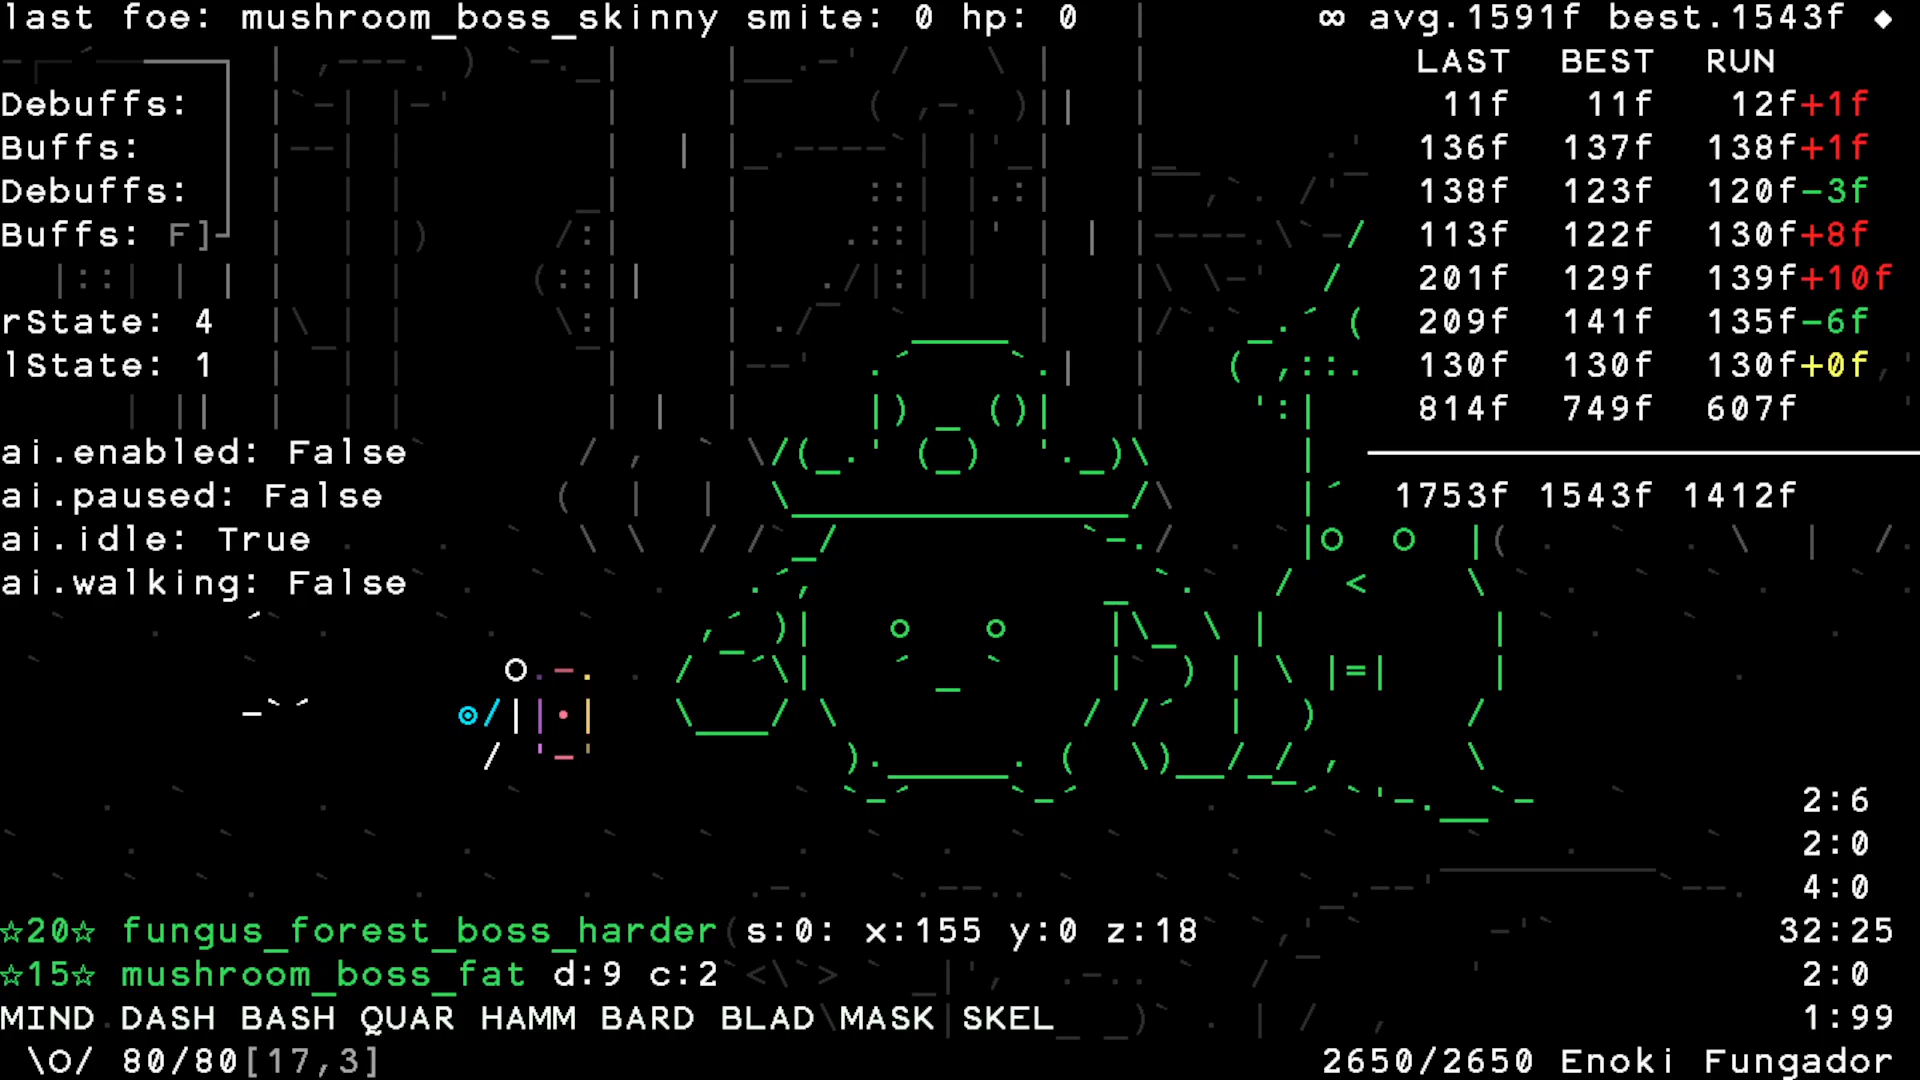 last foe: mushroom_boss_skinny smite: 0 hp: 0
∞ avg.1591f best.1543f ◆
LAST BEST RUN
Debuffs:
11f 11f 12f+1f
Buffs:
136f 137f 138f+1f
Debuffs:
138f 123f 120f-3f
Buffs: F]
113f 122f 130f+8f
201f 129f 139f+10f
rState: 4
209f 141f 135f-6f
lState: 1
130f 130f 130f+0f
814f 749f 607f
ai.enabled: False
ai.paused: False
1753f 1543f 1412f
ai.idle: True
ai.walking: False
2:6
2:0
4:0
☆20☆ fungus_forest_boss_harder s:0: x:155 y:0 z:18
32:25
☆15☆ mushroom_boss_fat d:9 c:2
2:0
MIND DASH BASH QUAR HAMM BARD BLAD MASK SKEL
1:99
\O/ 80/80[17,3]
2650/2650 Enoki Fungador